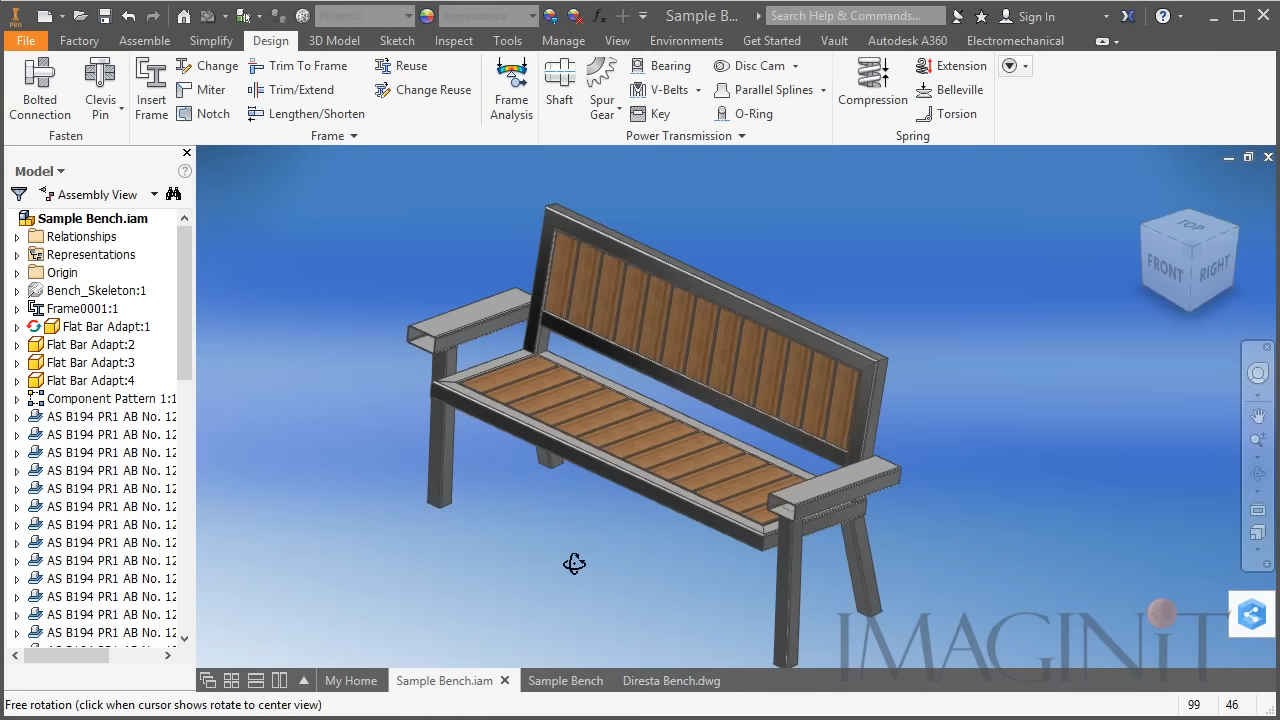 PRO
Material
Appearance
Sample B...
Search Help & Commands...
Sign In
File
Factory
Assemble
Simplify
Design
3D Model
Sketch
Inspect
Tools
Manage
View
Environments
Get Started
Vault
Autodesk A360
Electromechanical
Bolted Connection
Clevis Pin
Insert Frame
Change
Miter
Notch
Trim To Frame
Trim/Extend
Lengthen/Shorten
Reuse
Change Reuse
Frame Analysis
Shaft
Spur Gear
Bearing
V-Belts
Key
Disc Cam
Parallel Splines
O-Ring
Compression
Extension
Belleville
Torsion
Fasten
Frame
Power Transmission
Spring
Model
Assembly View
Sample Bench.iam
Relationships
Representations
Origin
Bench_Skeleton:1
Frame0001:1
Flat Bar Adapt:1
Flat Bar Adapt:2
Flat Bar Adapt:3
Flat Bar Adapt:4
Component Pattern 1:1
AS B194 PR1 AB No. 12
AS B194 PR1 AB No. 12
AS B194 PR1 AB No. 12
AS B194 PR1 AB No. 12
AS B194 PR1 AB No. 12
AS B194 PR1 AB No. 12
AS B194 PR1 AB No. 12
AS B194 PR1 AB No. 12
AS B194 PR1 AB No. 12
AS B194 PR1 AB No. 12
AS B194 PR1 AB No. 12
AS B194 PR1 AB No. 12
AS B194 PR1 AB No. 12
TOP
FRONT
RIGHT
IMAGINiT
My Home
Sample Bench.iam
Sample Bench
Diresta Bench.dwg
Free rotation (click when cursor shows rotate to center view)
99
46